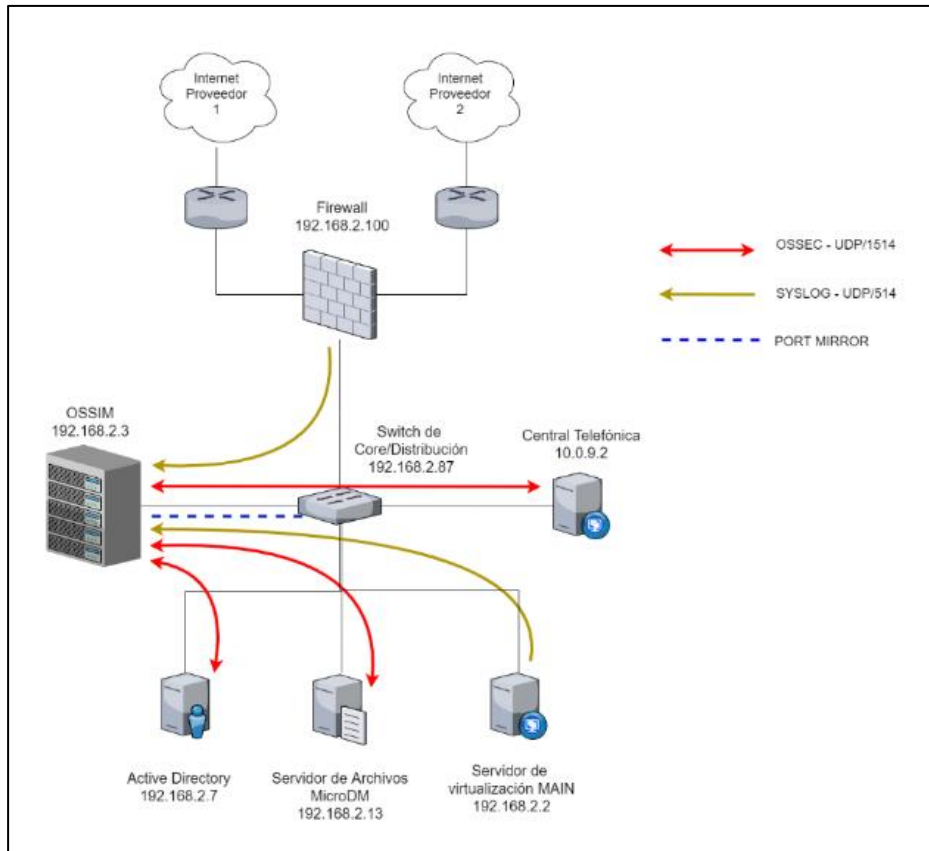 Internet
Proveedor
1
Internet
Proveedor
2
Firewall
192.168.2.100
OSSEC - UDP/1514
SYSLOG - UDP/514
PORT MIRROR
OSSIM
192.168.2.3
Switch de
Core/Distribución
192.168.2.87
Central Telefónica
10.0.9.2
Active Directory
192.168.2.7
Servidor de Archivos
MicroDM
192.168.2.13
Servidor de
virtualización MAIN
192.168.2.2